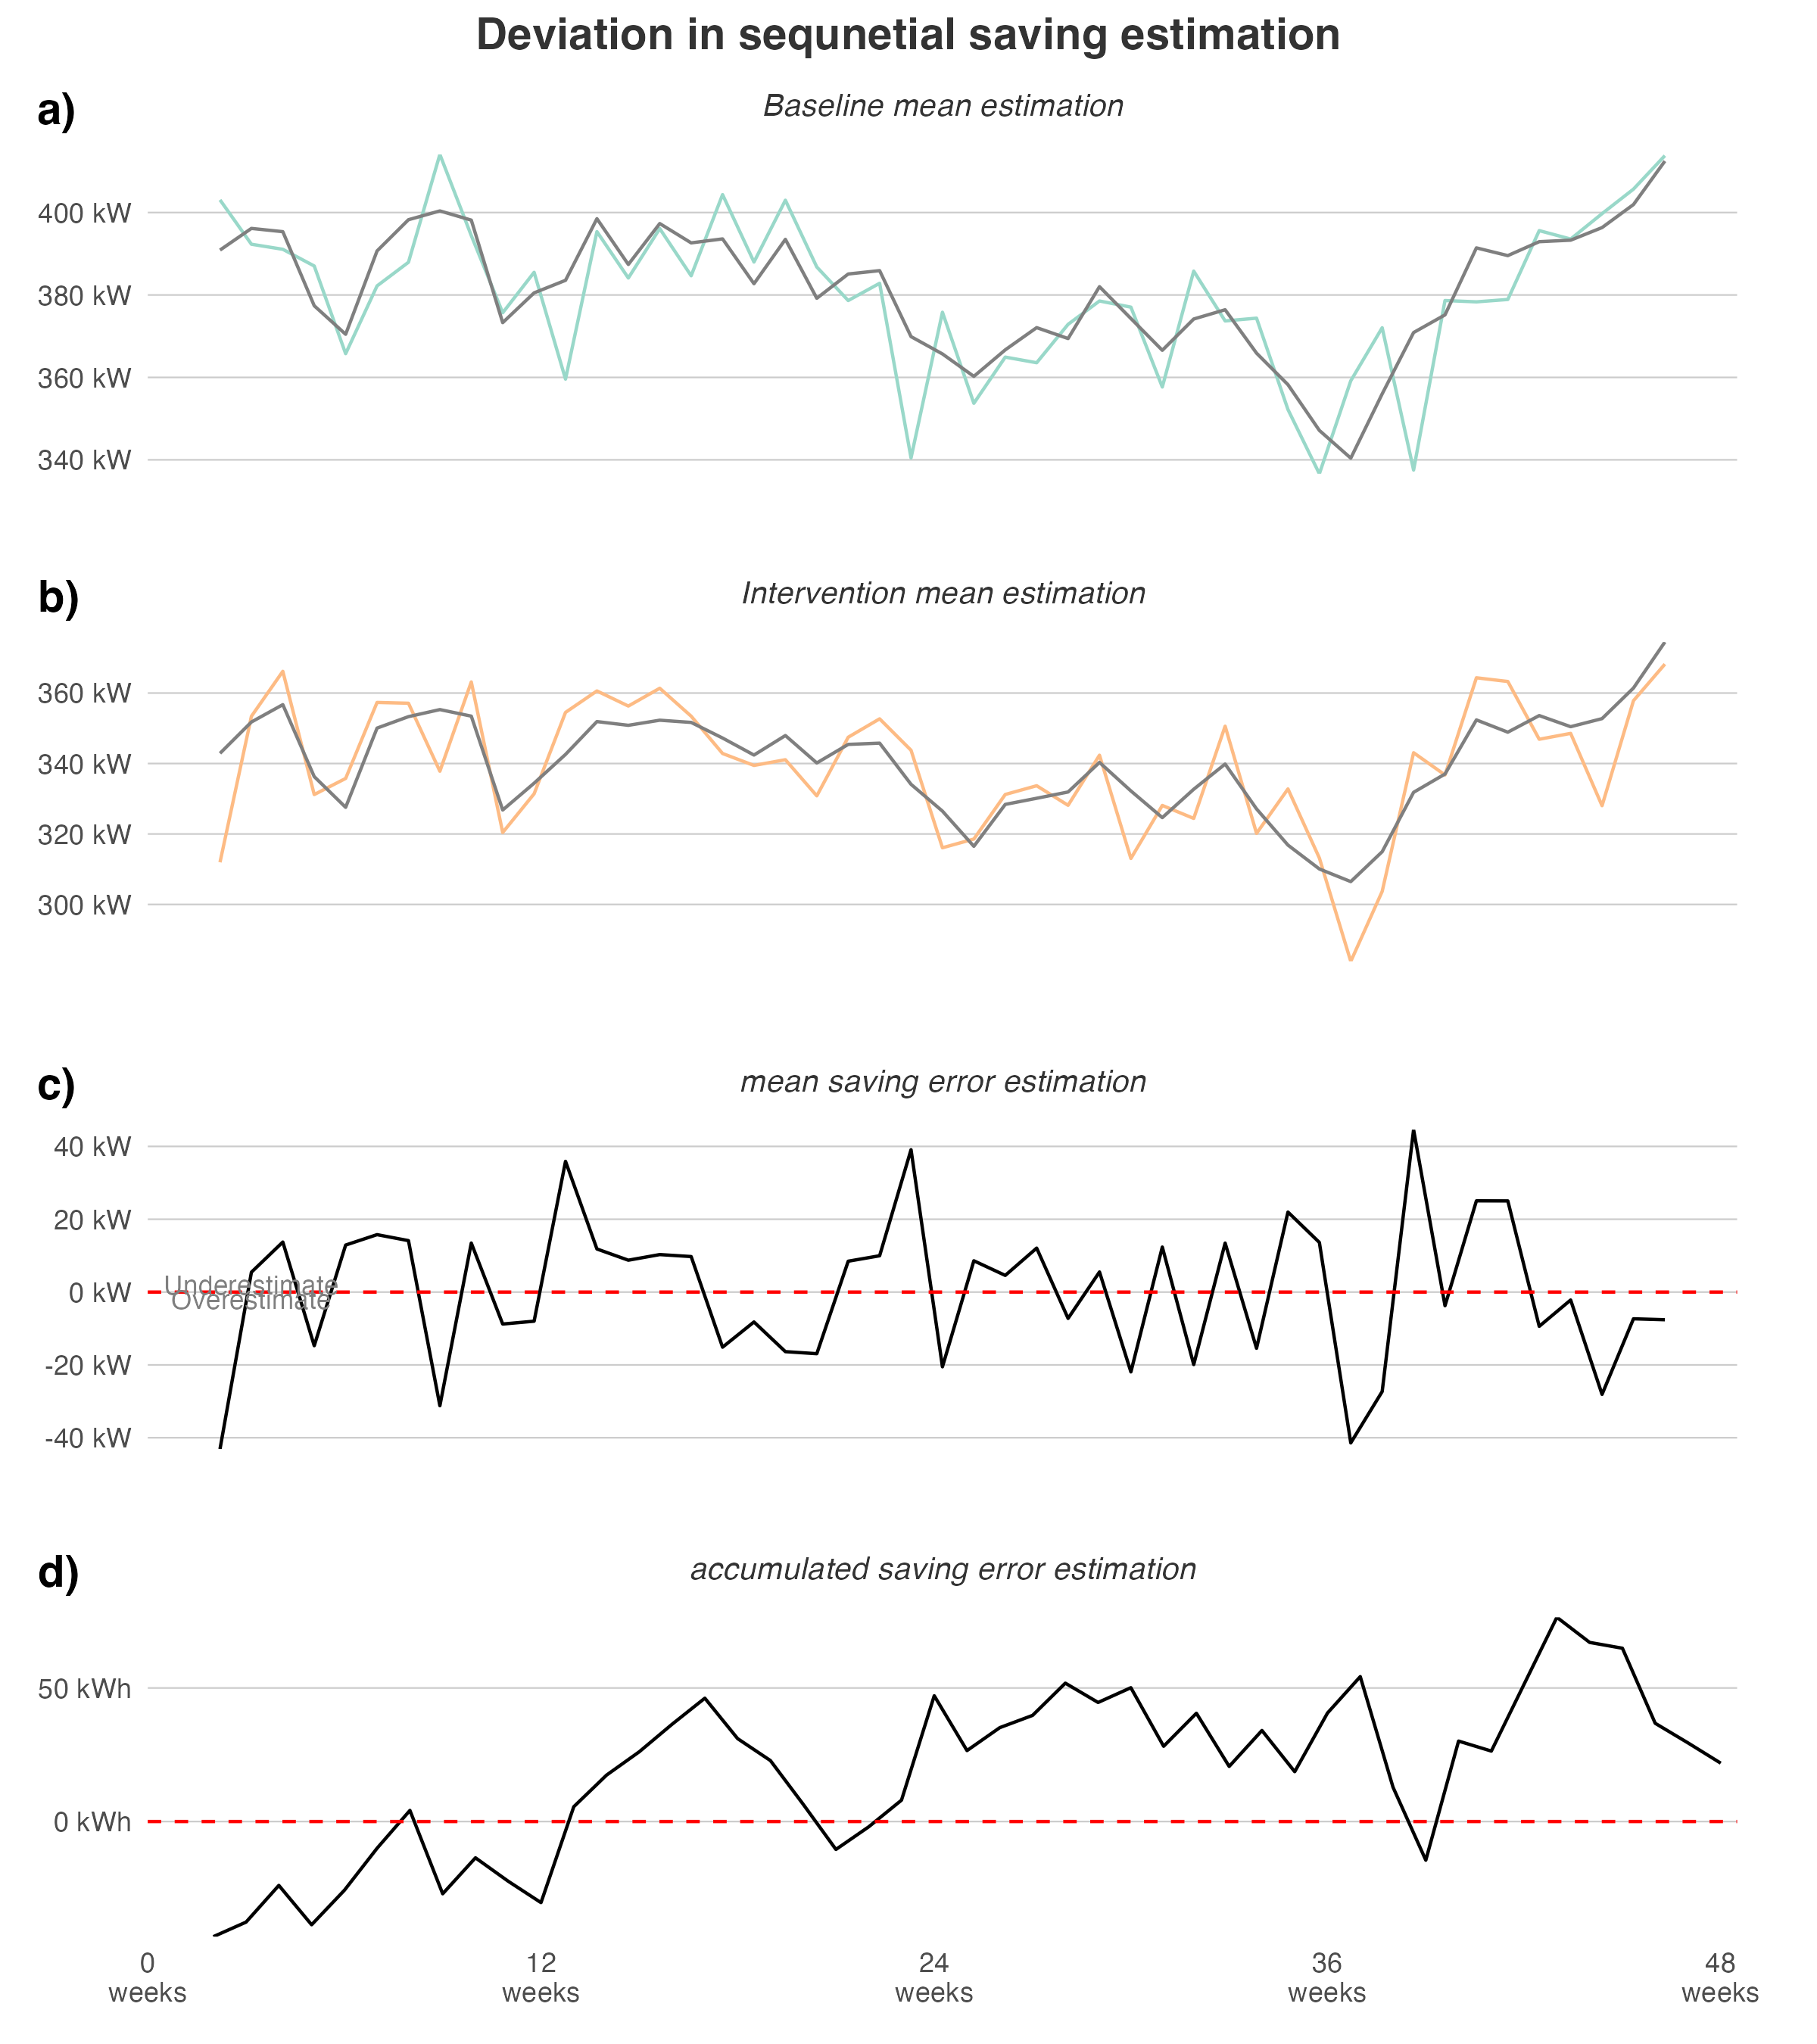 Deviation in sequnetial saving estimation
a)
Baseline mean estimation
400 kW
380 kW
360 kW
340 kW
b)
Intervention mean estimation
360 kW
340 kW
320 kW
300 kW
c)
mean saving error estimation
40 kW
20 kW
Underestimate
0 kW
Overestimate
-20 kW
-40 kW
d)
accumulated saving error estimation
50 kWh
0 kWh
0 12 24 36 48
weeks weeks weeks weeks weeks